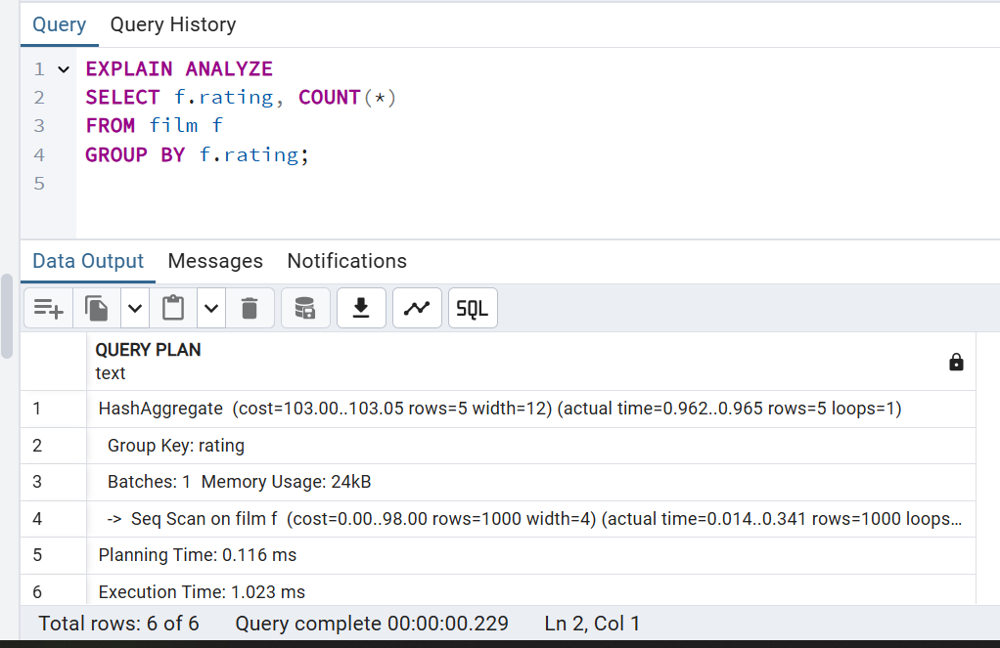 Query Query History
1 EXPLAIN ANALYZE
2 SELECT f.rating, COUNT(*)
3 FROM film f
4 GROUP BY f.rating;
5
Data Output Messages Notifications
SQL
QUERY PLAN
text
1 HashAggregate (cost=103.00..103.05 rows=5 width=12) (actual time=0.962..0.965 rows=5 loops=1)
2 Group Key: rating
3 Batches: 1 Memory Usage: 24kB
4 -> Seq Scan on film f (cost=0.00..98.00 rows=1000 width=4) (actual time=0.014..0.341 rows=1000 loops...
5 Planning Time: 0.116 ms
6 Execution Time: 1.023 ms
Total rows: 6 of 6 Query complete 00:00:00.229 Ln 2, Col 1